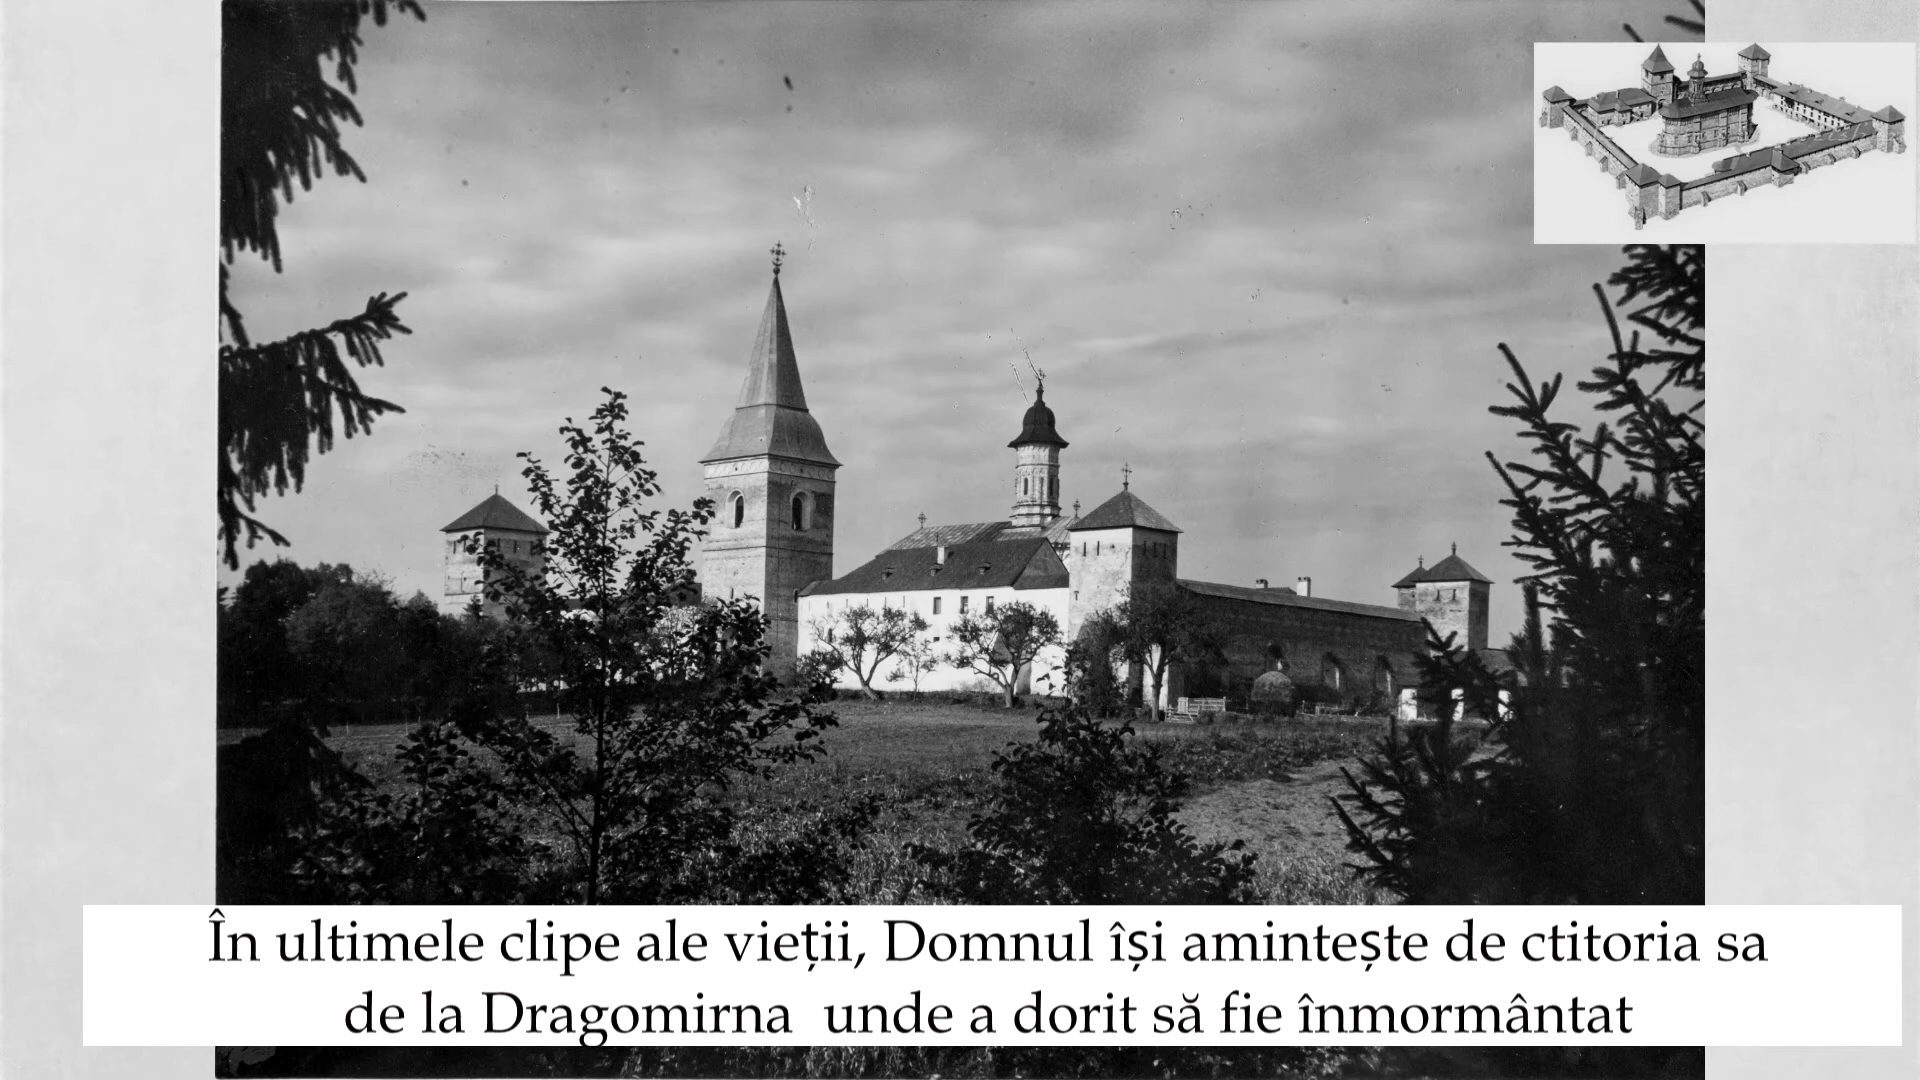 În ultimele clipe ale vieții, Domnul își amintește de ctitoria sa
de la Dragomirna  unde a dorit să fie înmormântat